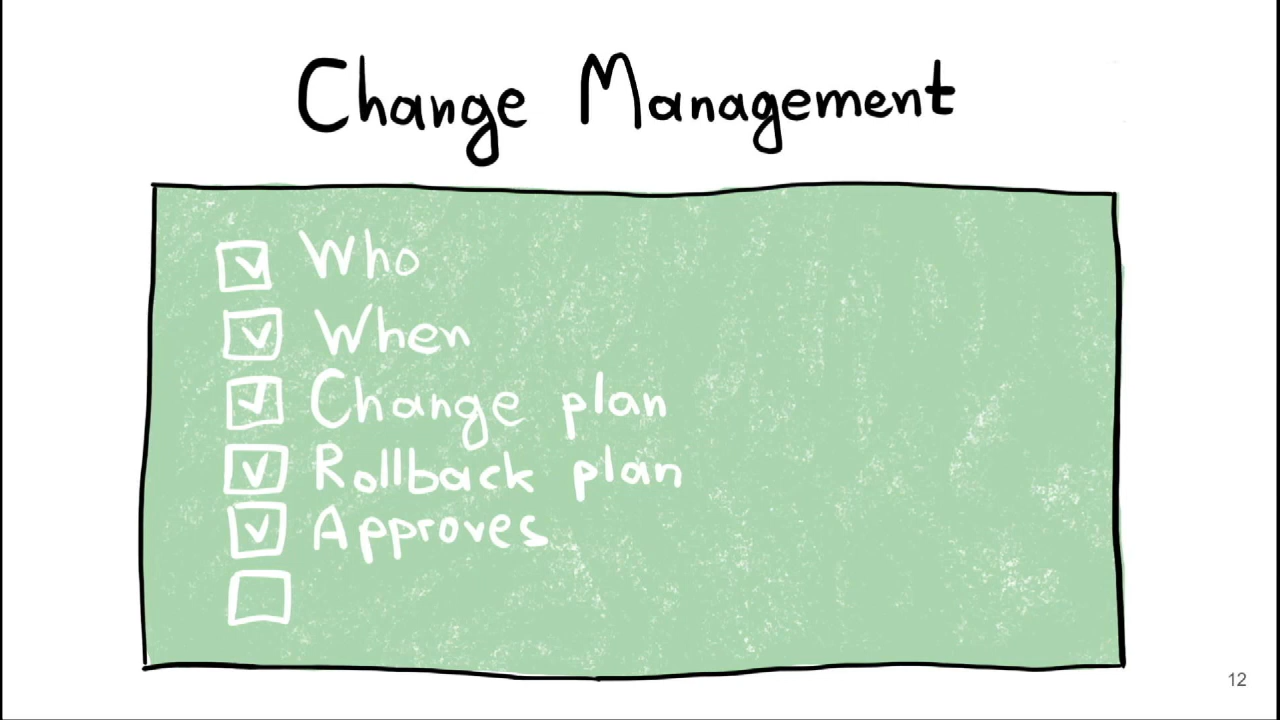 Change Management
Who
When
Change plan
Rollback plan
Approves
12